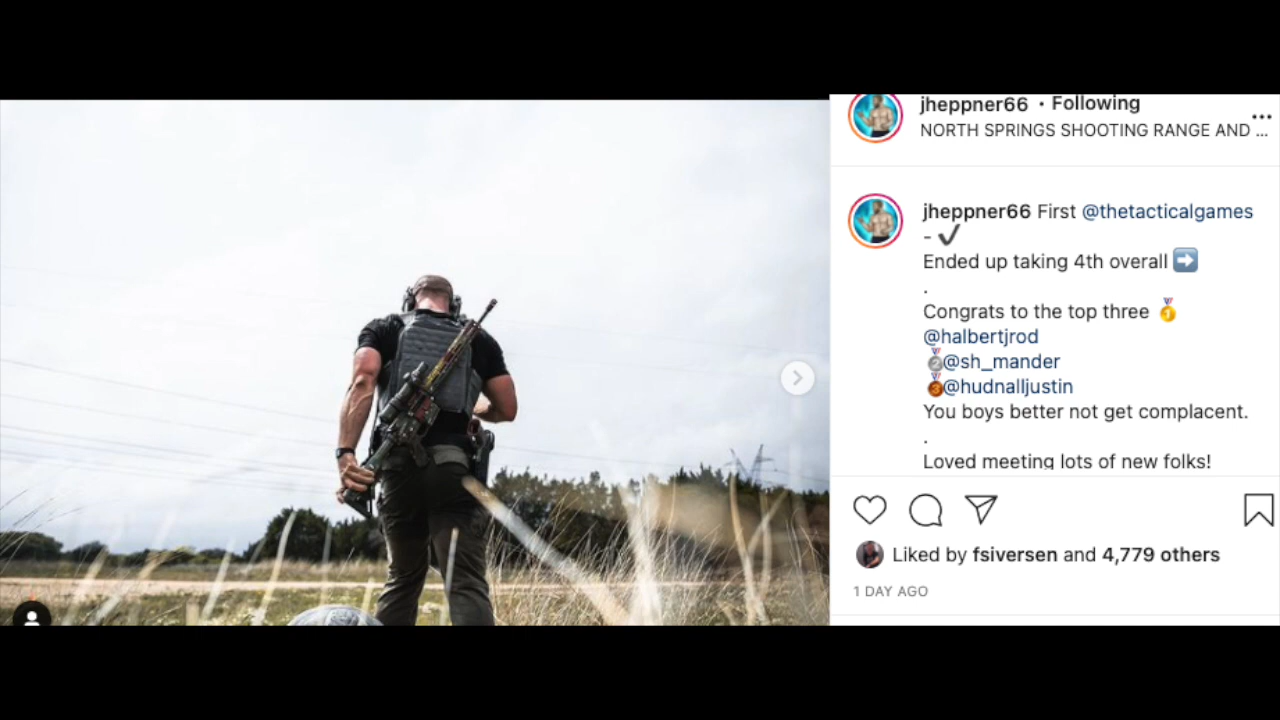 jheppner66 • Following
NORTH SPRINGS SHOOTING RANGE AND ...
jheppner66 First @thetacticalgames
- ✔
Ended up taking 4th overall ➡
.
Congrats to the top three 🥇
@halbertjrod
🥈@sh_mander
🥉@hudnalljustin
You boys better not get complacent.
.
Loved meeting lots of new folks!
Liked by fsiversen and 4,779 others
1 DAY AGO